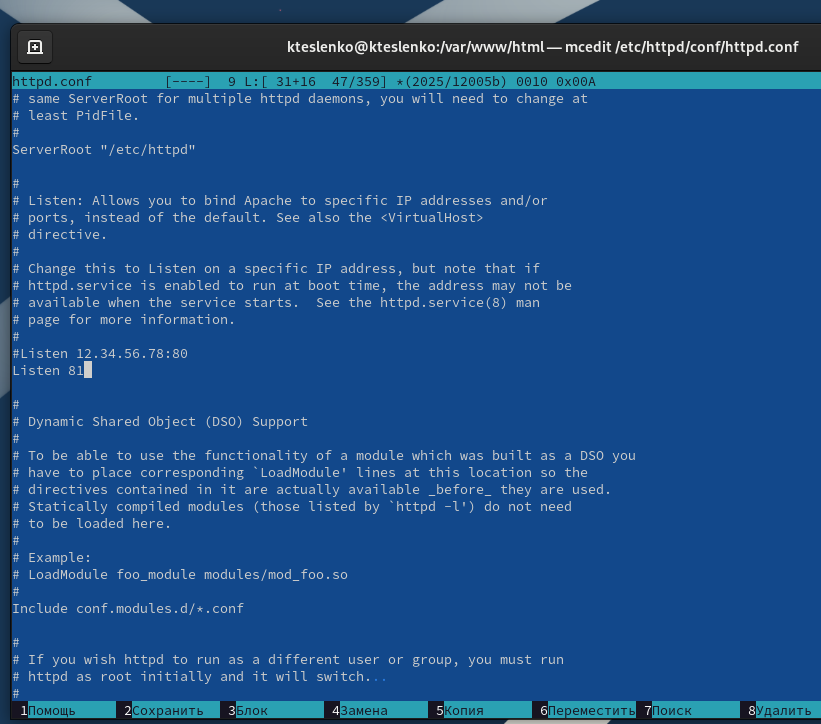 kteslenko@kteslenko:/var/www/html — mcedit /etc/httpd/conf/httpd.conf
httpd.conf         [----]  9 L:[ 31+16  47/359] *(2025/12005b) 0010 0x00A
# same ServerRoot for multiple httpd daemons, you will need to change at
# least PidFile.
#
ServerRoot "/etc/httpd"
#
# Listen: Allows you to bind Apache to specific IP addresses and/or
# ports, instead of the default. See also the <VirtualHost>
# directive.
#
# Change this to Listen on a specific IP address, but note that if
# httpd.service is enabled to run at boot time, the address may not be
# available when the service starts.  See the httpd.service(8) man
# page for more information.
#
#Listen 12.34.56.78:80
Listen 81
#
# Dynamic Shared Object (DSO) Support
#
# To be able to use the functionality of a module which was built as a DSO you
# have to place corresponding `LoadModule' lines at this location so the
# directives contained in it are actually available _before_ they are used.
# Statically compiled modules (those listed by `httpd -l') do not need
# to be loaded here.
#
# Example:
# LoadModule foo_module modules/mod_foo.so
#
Include conf.modules.d/*.conf
#
# If you wish httpd to run as a different user or group, you must run
# httpd as root initially and it will switch...
#
1Помощь 2Сохранить 3Блок 4Замена 5Копия 6Переместить 7Поиск 8Удалить